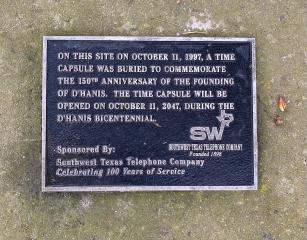 ON THIS SITE ON OCTOBER 11, 1997, A TIME
CAPSULE WAS BURIED TO COMMEMORATE
THE 150TH ANNIVERSARY OF THE FOUNDING
OF D'HANIS. THE TIME CAPSULE WILL BE
OPENED ON OCTOBER 11, 2047, DURING THE
D'HANIS BICENTENNIAL.
SW
SOUTHWEST TEXAS TELEPHONE COMPANY
Founded 1898
Sponsored By:
Southwest Texas Telephone Company
Celebrating 100 Years of Service